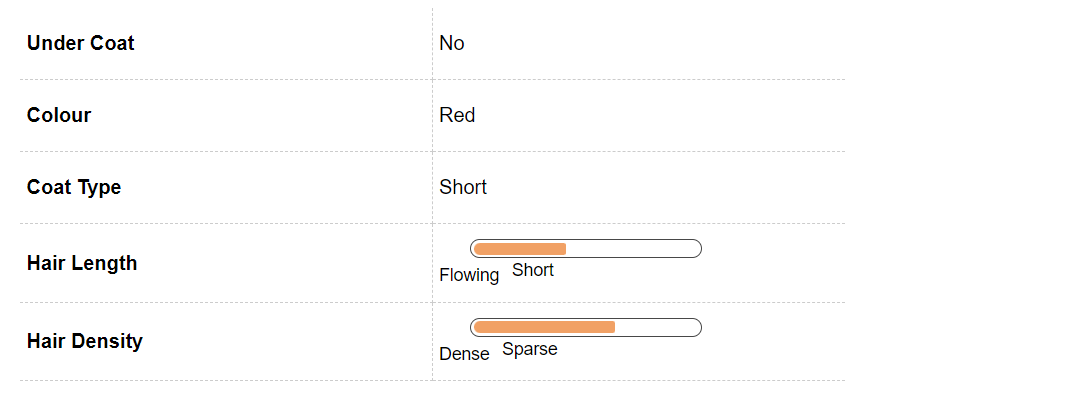 Under Coat No
Colour Red
Coat Type Short
Hair Length
Flowing Short
Hair Density
Dense Sparse